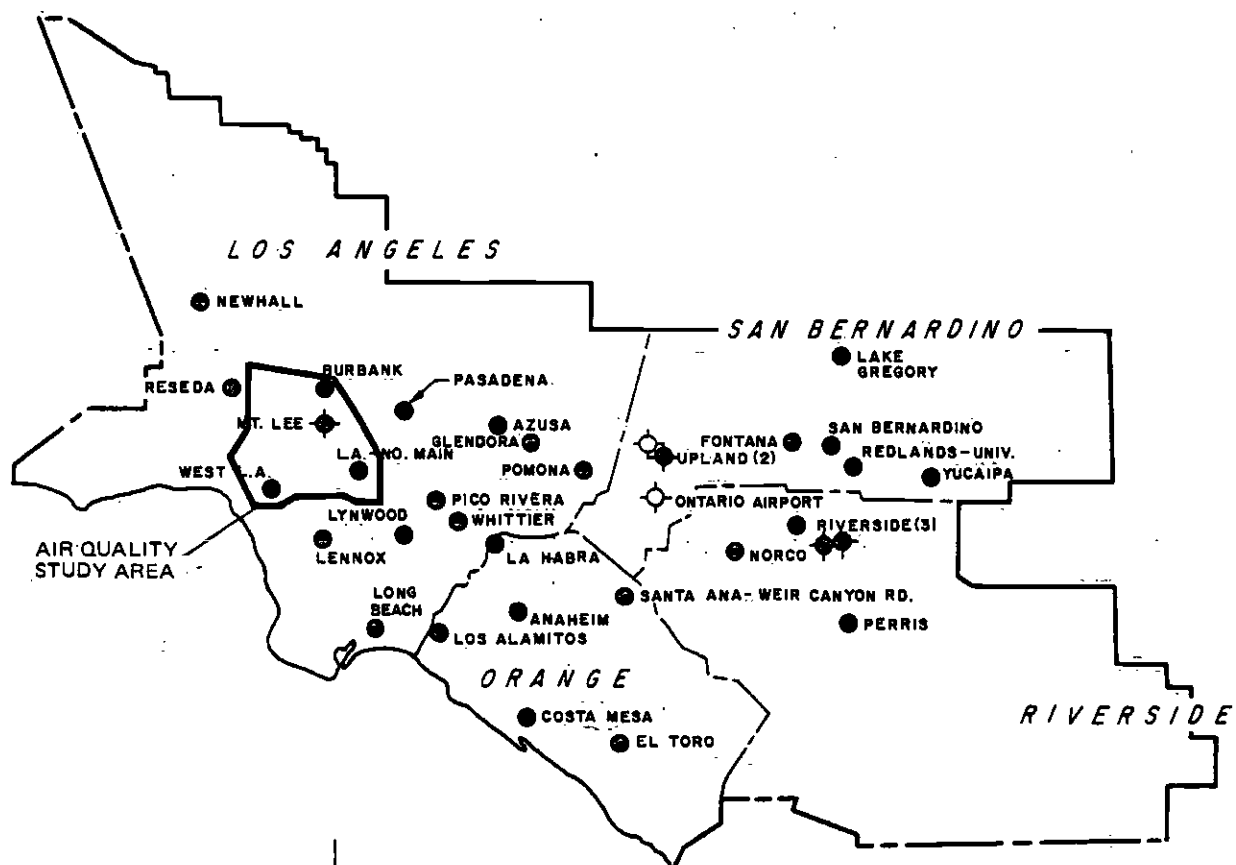 LOS ANGELES
NEWHALL
SAN BERNARDINO
LAKE
GREGORY
RESEDA
BURBANK
PASADENA
MT. LEE
AZUSA
GLENDORA
FONTANA
SAN BERNARDINO
UPLAND (2)
REDLANDS-UNIV.
L.A.-NO. MAIN
POMONA
YUCAIPA
WEST L.A.
PICO RIVERA
ONTARIO AIRPORT
LYNWOOD
WHITTIER
RIVERSIDE (3)
AIR QUALITY
STUDY AREA
LENNOX
LA HABRA
NORCO
LONG
BEACH
SANTA ANA-WEIR CANYON RD.
ANAHEIM
PERRIS
LOS ALAMITOS
ORANGE
COSTA MESA
RIVERSIDE
EL TORO